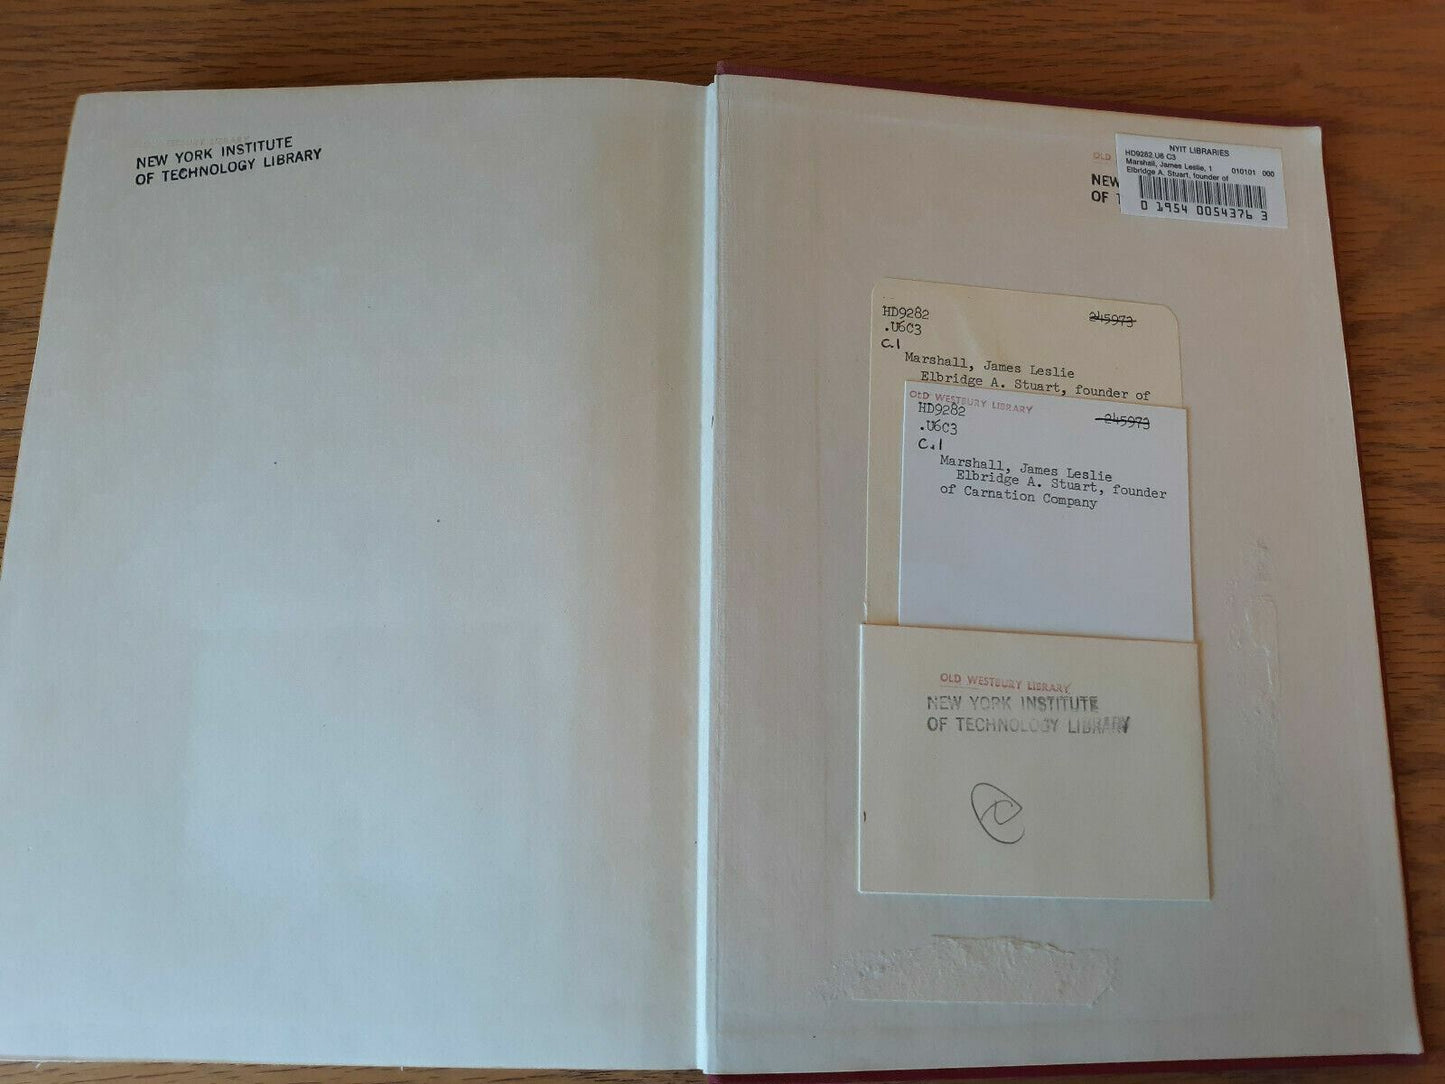 NEW YORK INSTITUTE
OF TECHNOLOGY LIBRARY
OLD
NEW
OF T
NYIT LIBRARIES
HD9282 U6 C3
Marshall, James Leslie, 1 010101 000
Elbridge A. Stuart, founder of
0 1954 0054376 3
HD9282 245973
.U6C3
C.1
Marshall, James Leslie
Elbridge A. Stuart, founder of
OLD WESTBURY LIBRARY
HD9282 245973
.U6C3
C.1
Marshall, James Leslie
Elbridge A. Stuart, founder
of Carnation Company
OLD WESTBURY LIBRARY
NEW YORK INSTITUTE
OF TECHNOLOGY LIBRARY